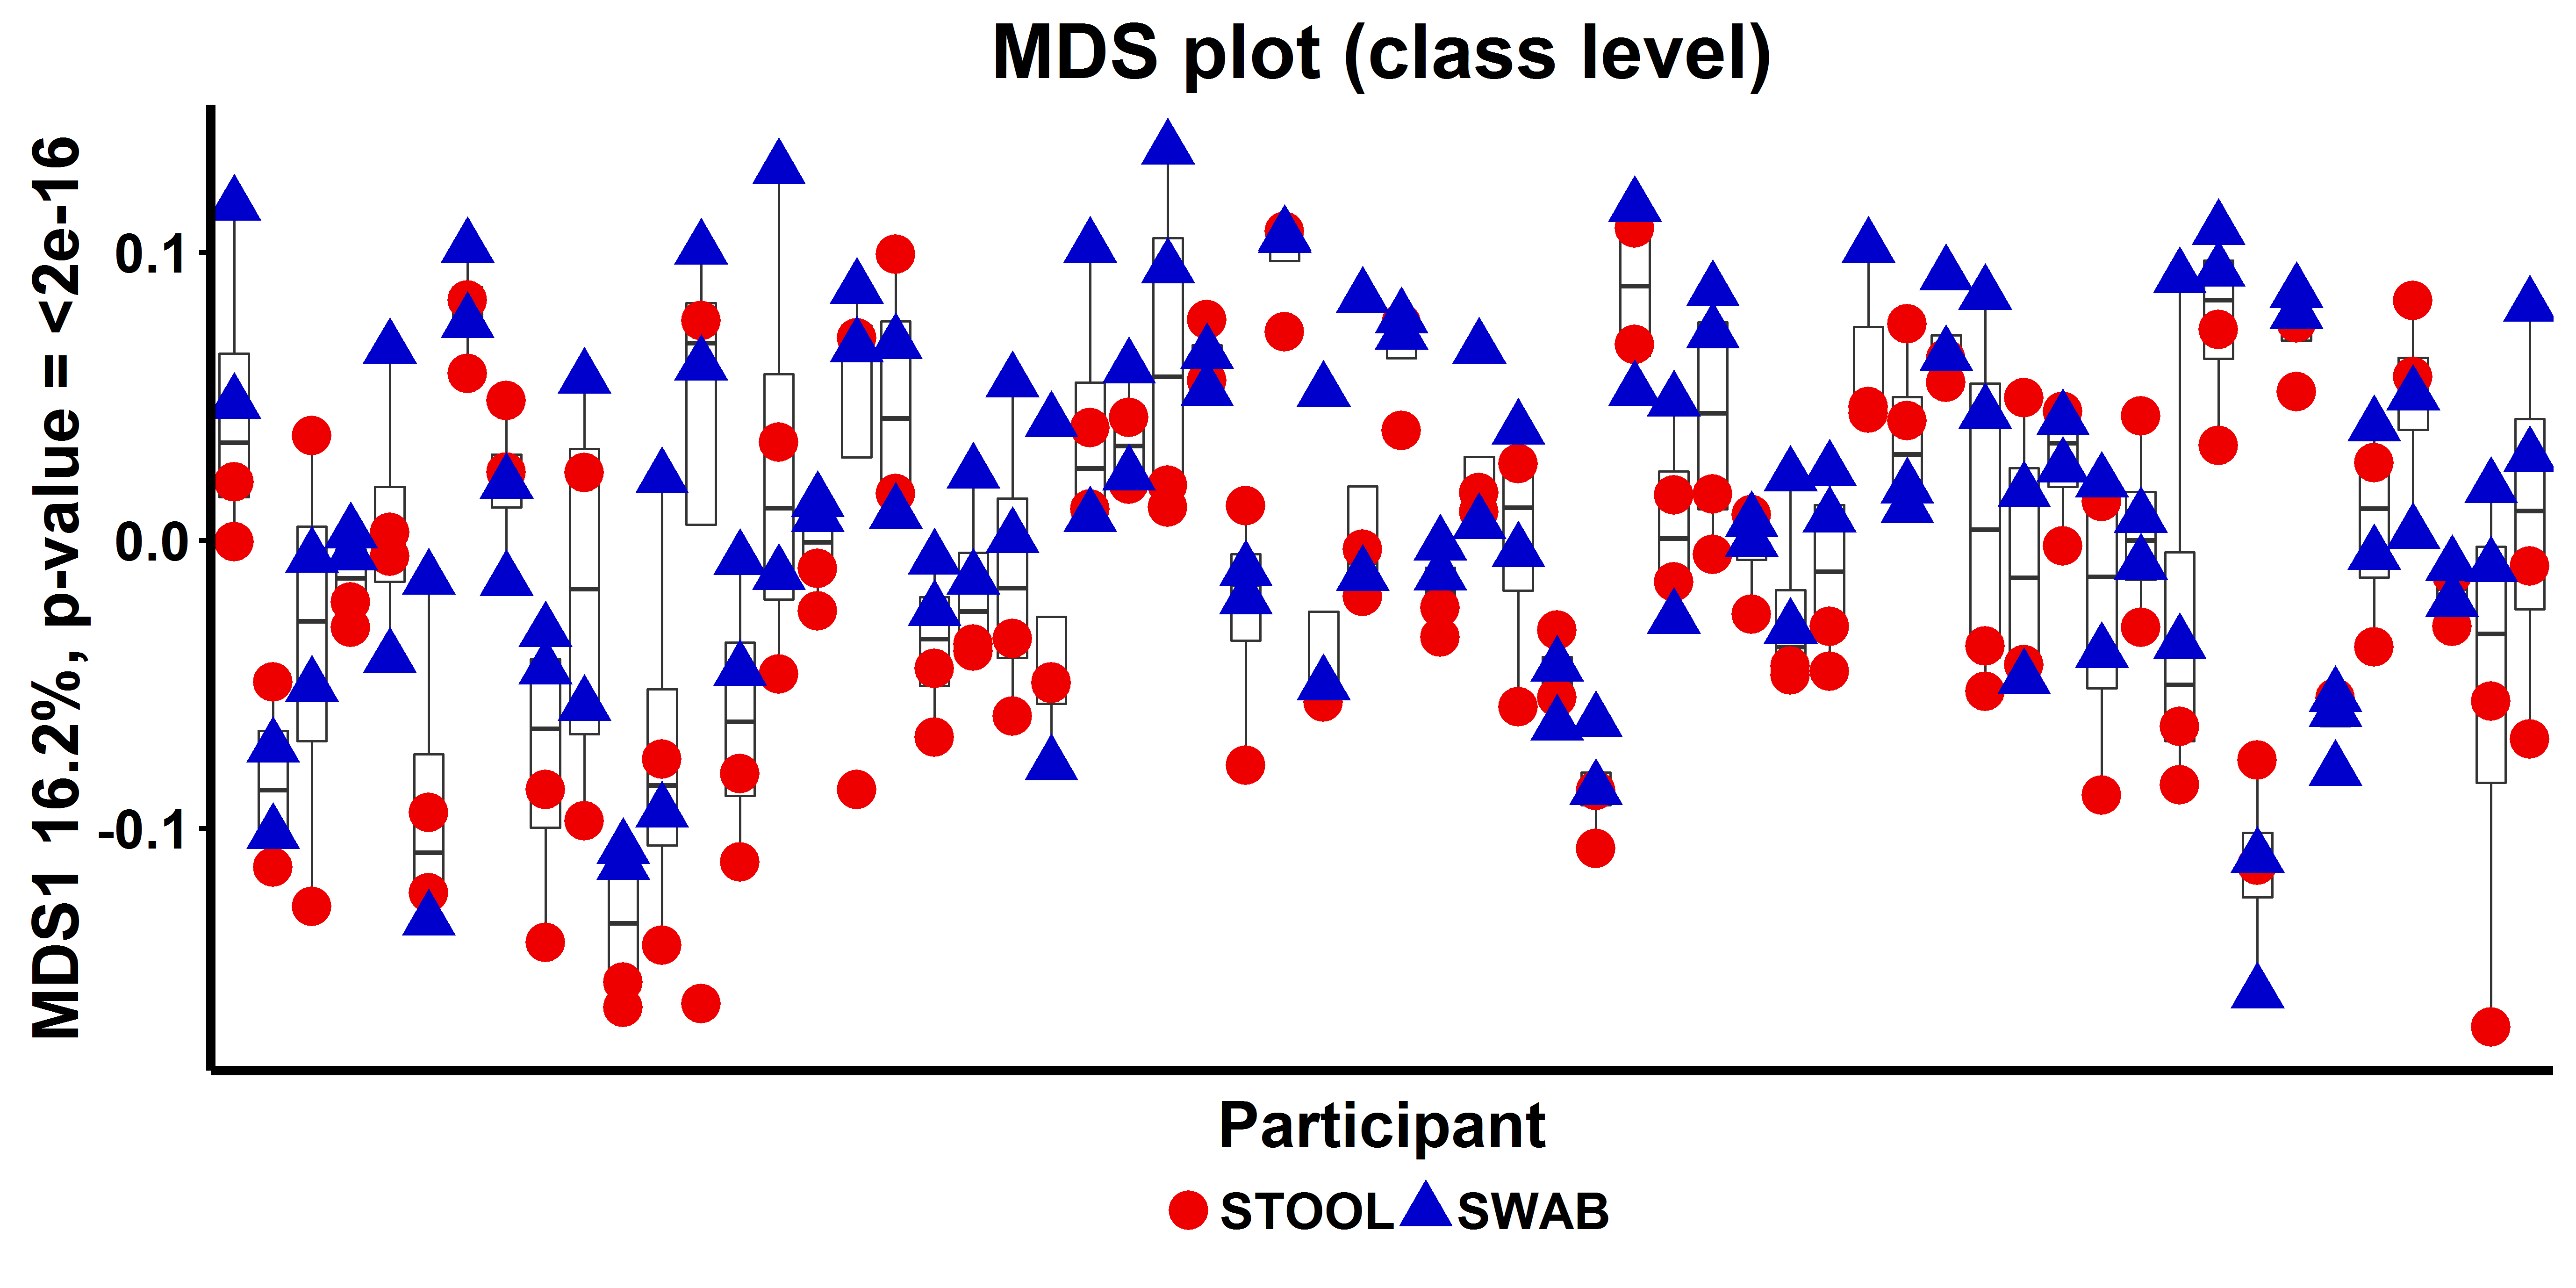 MDS plot (class level)
MDS1 16.2%, p-value = <2e-16
0.1
0.0
-0.1
Participant
STOOL SWAB